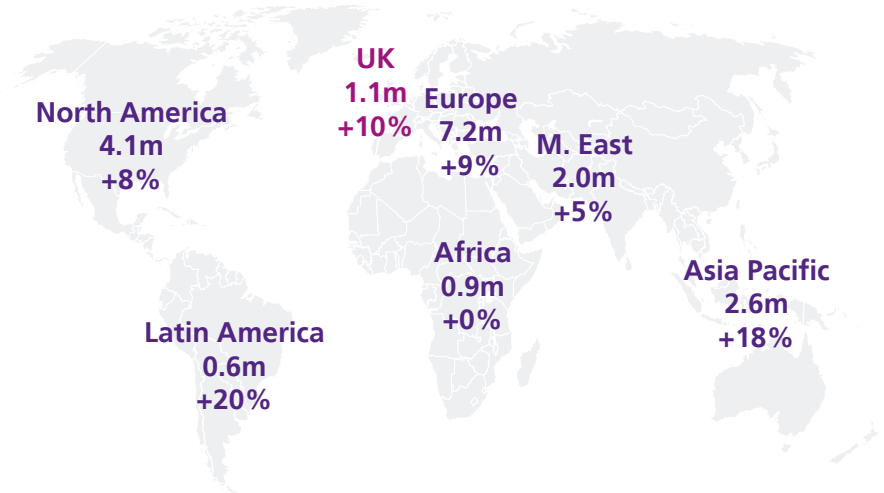 UK
1.1m
+10%
North America
4.1m
+8%
Europe
7.2m
+9%
M. East
2.0m
+5%
Africa
0.9m
+0%
Asia Pacific
2.6m
+18%
Latin America
0.6m
+20%